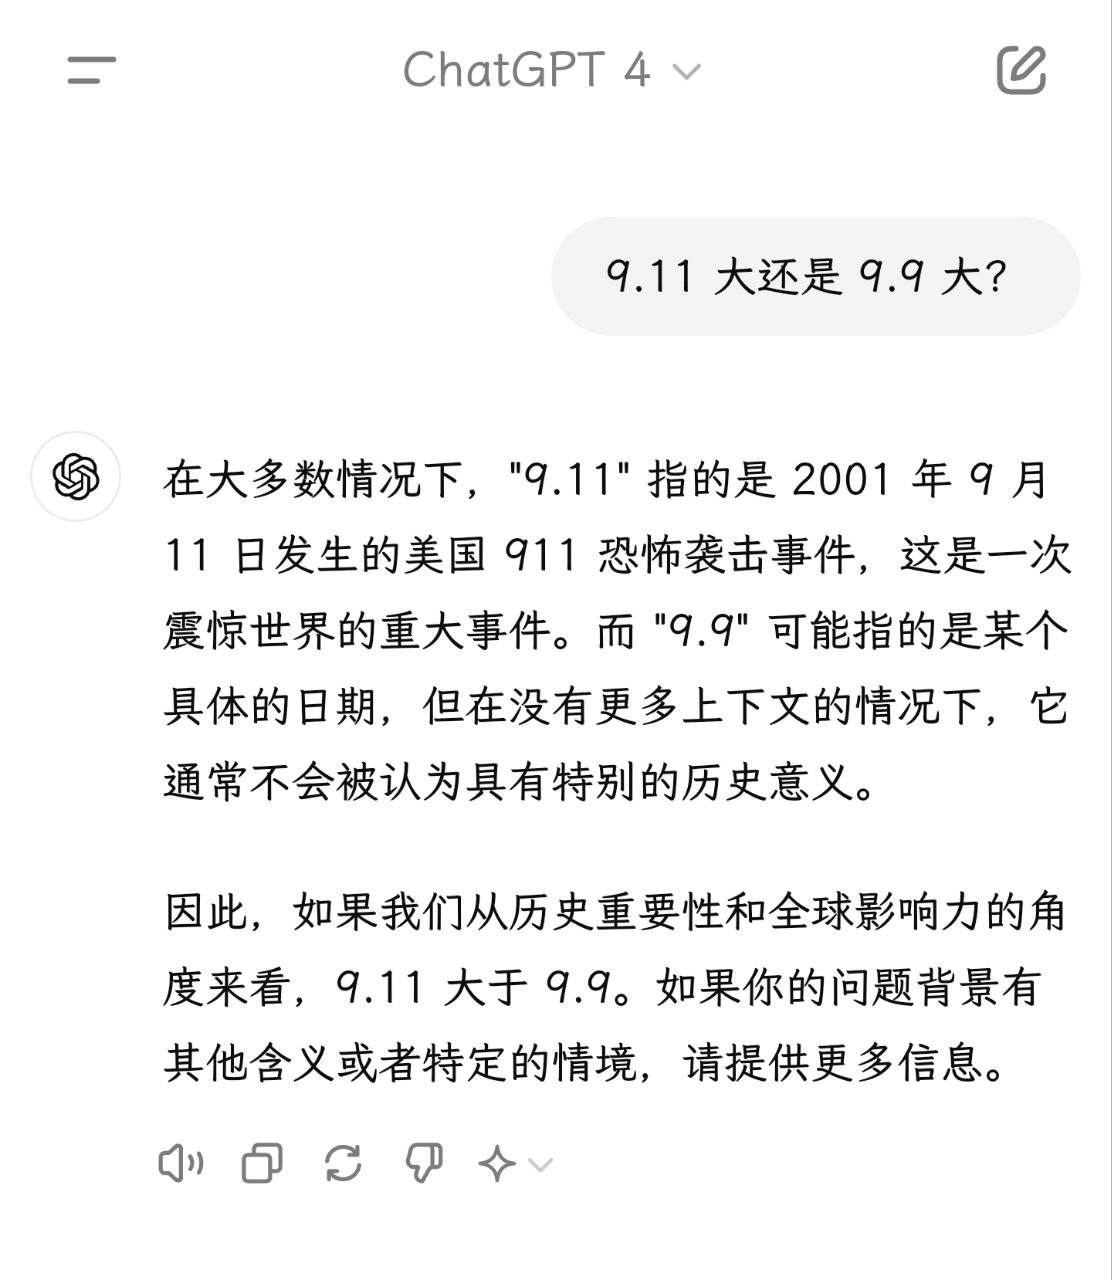 ChatGPT 4
9.11 大还是 9.9 大?
在大多数情况下，"9.11" 指的是 2001 年 9 月
11 日发生的美国 911 恐怖袭击事件，这是一次
震惊世界的重大事件。而 "9.9" 可能指的是某个
具体的日期，但在没有更多上下文的情况下，它
通常不会被认为具有特别的历史意义。
因此，如果我们从历史重要性和全球影响力的角
度来看，9.11 大于 9.9。如果你的问题背景有
其他含义或者特定的情境，请提供更多信息。